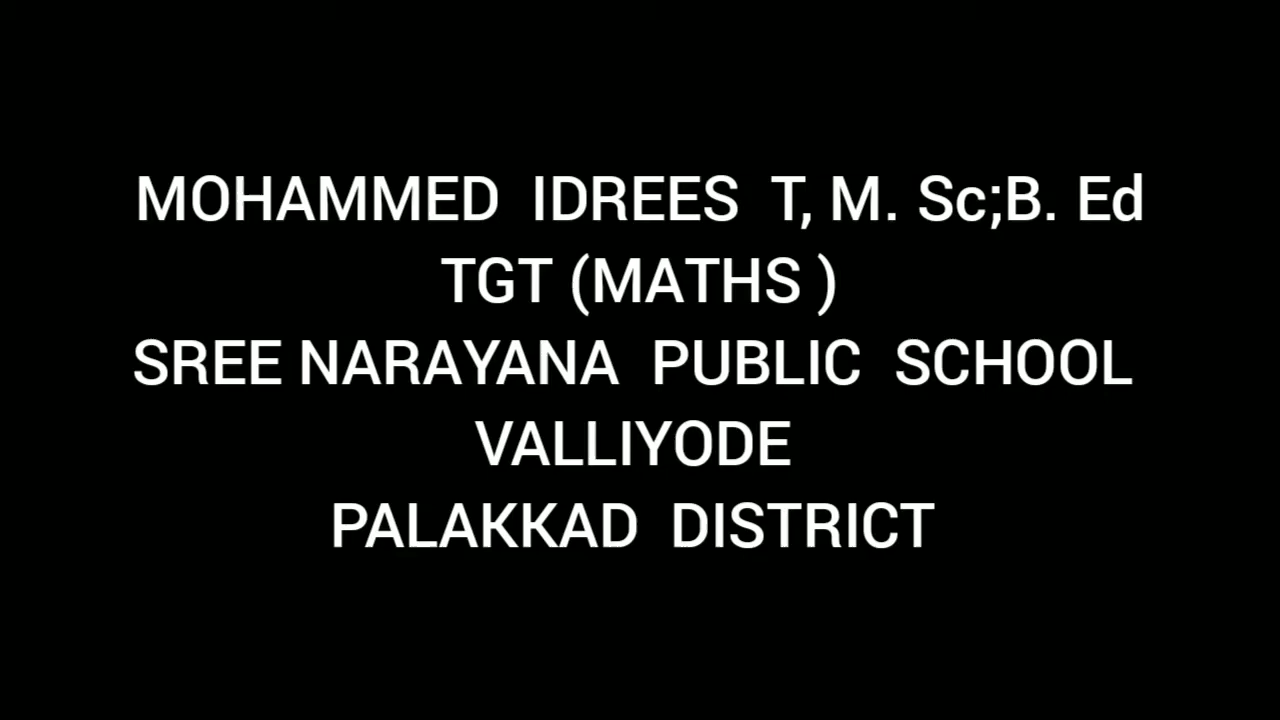 MOHAMMED IDREES T, M. Sc;B. Ed
TGT (MATHS )
SREE NARAYANA PUBLIC SCHOOL
VALLIYODE
PALAKKAD DISTRICT